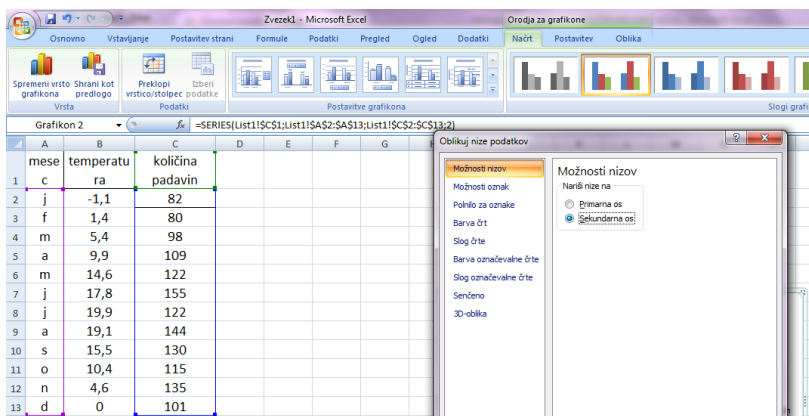 Zvezek1 - Microsoft Excel
Orodja za grafikone
Osnovno Vstavljanje Postavitev strani Formule Podatki Pregled Ogled Dodatki Načrt Postavitev Oblika
Spremeni vrsto grafikona
Shrani kot predlogo
Preklopi vrstico/stolpec
Izberi podatke
Vrsta Podatki Postavitve grafikona Slogi grafi
Grafikon 2 fx =SERIES(List1!$C$1;List1!$A$2:$A$13;List1!$C$2:$C$13;2)
A B C D E F G
1 mesec temperatura količina padavin
2 j -1,1 82
3 f 1,4 80
4 m 5,4 98
5 a 9,9 109
6 m 14,6 122
7 j 17,8 155
8 j 19,9 122
9 a 19,1 144
10 s 15,5 130
11 o 10,4 115
12 n 4,6 135
13 d 0 101
Oblikuj nize podatkov
Možnosti nizov
Možnosti oznak
Polnilo za oznake
Barva črt
Slog črte
Barva označevalne črte
Slog označevalne črte
Senčeno
3D-oblika
Možnosti nizov
Nariši nize na
Primarna os
Sekundarna os